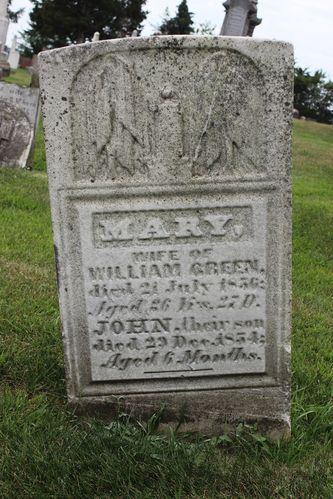 MARY,
WIFE OF
WILLIAM GREEN,
died 21 July 1856;
Aged 26 Yrs. 27 D.
JOHN, their son
died 29 Dec. 1854;
Aged 6 Months.